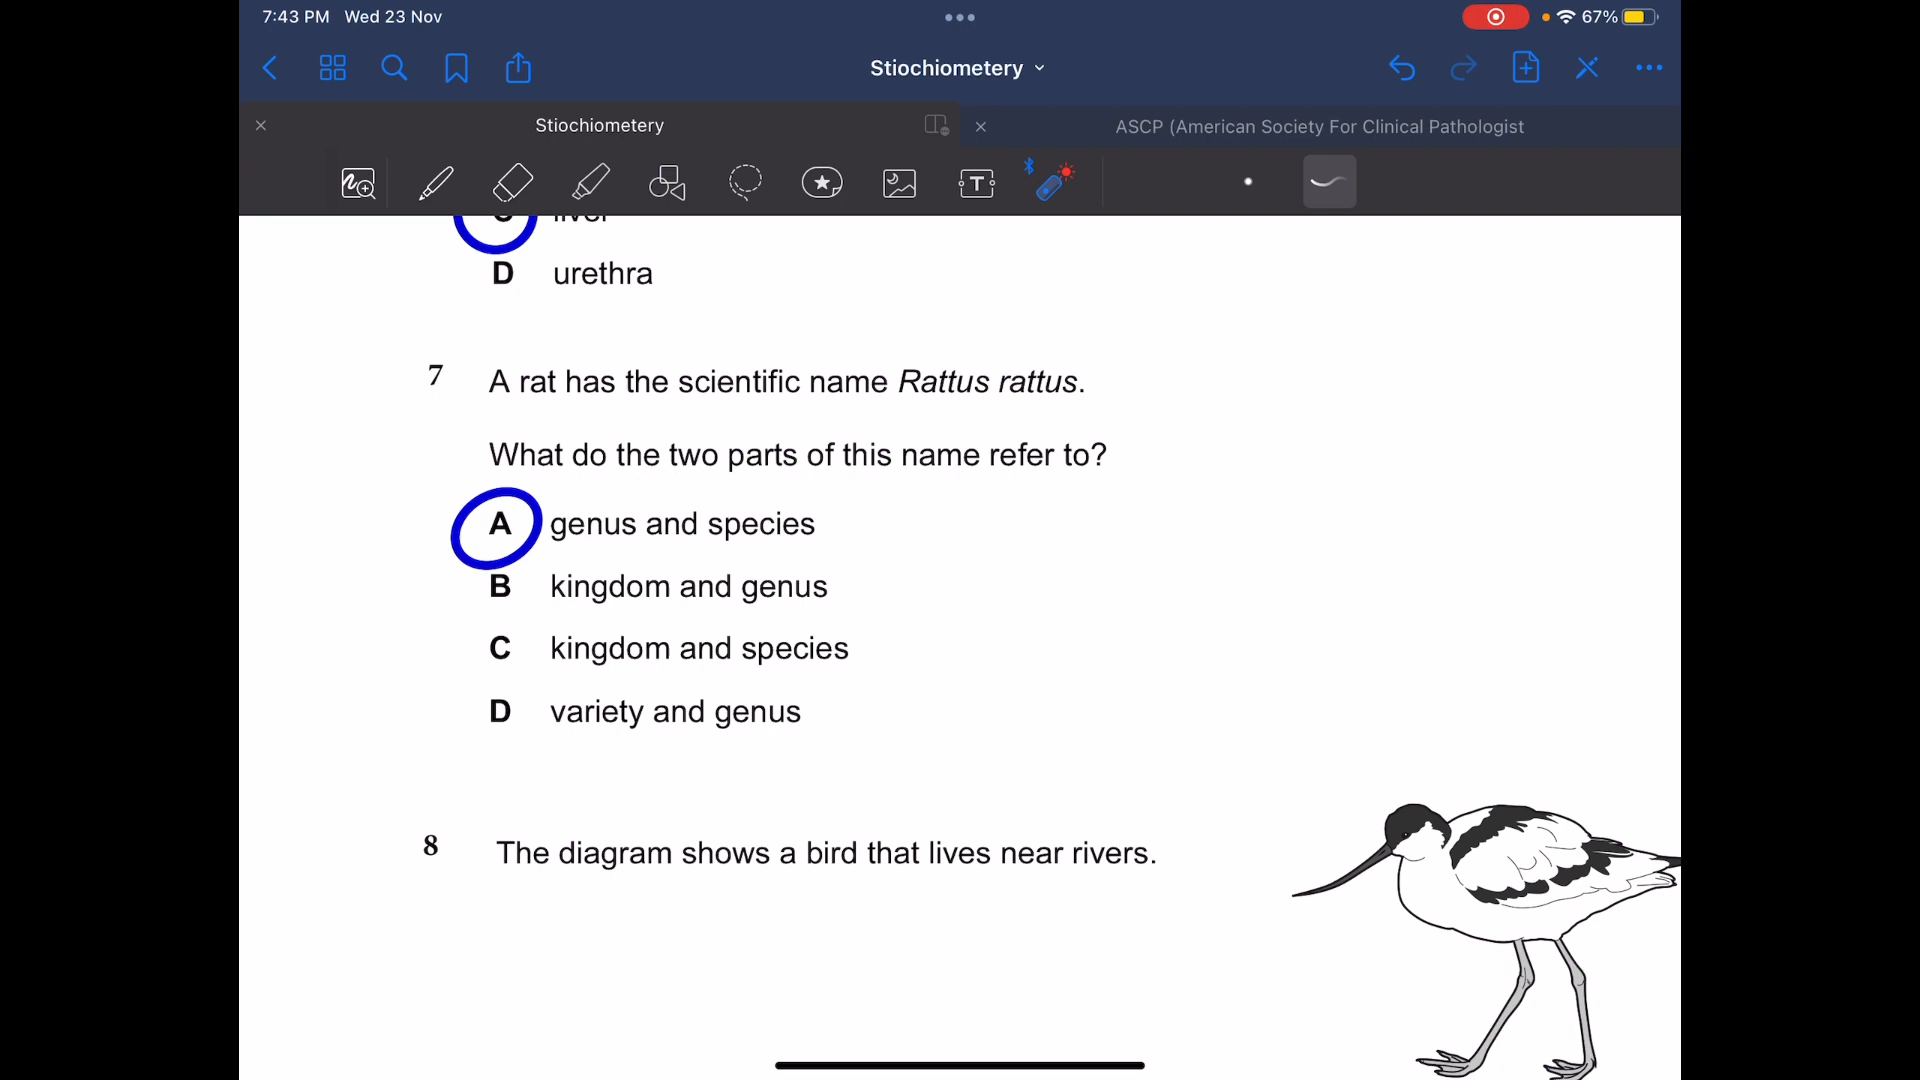 7:43 PM Wed 23 Nov
67%
Stiochiometery
Stiochiometery
ASCP (American Society For Clinical Pathologist
T
C liver
D urethra
7 A rat has the scientific name Rattus rattus.
What do the two parts of this name refer to?
A genus and species
B kingdom and genus
C kingdom and species
D variety and genus
8 The diagram shows a bird that lives near rivers.